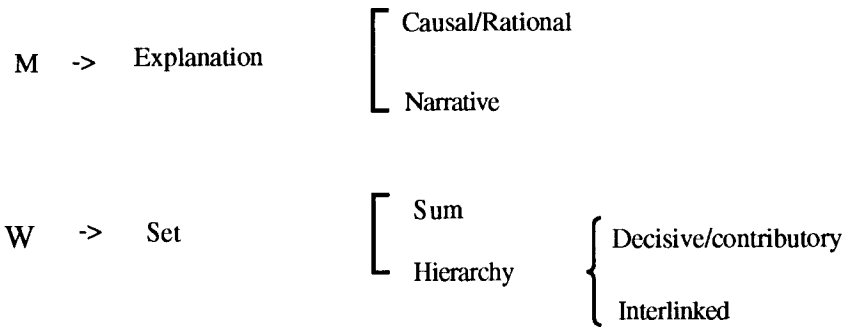 Causal/Rational
M -> Explanation
Narrative
Sum
W -> Set
Decisive/contributory
Hierarchy
Interlinked